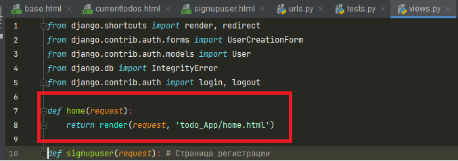 base.html currenttodos.html signupuser.html urls.py tests.py views.py
1 from django.shortcuts import render, redirect
2 from django.contrib.auth.forms import UserCreationForm
3 from django.contrib.auth.models import User
4 from django.db import IntegrityError
5 from django.contrib.auth import login, logout
6
7 def home(request):
8 return render(request, 'todo_App/home.html')
9
10 def signupuser(request): # Страница регистрации